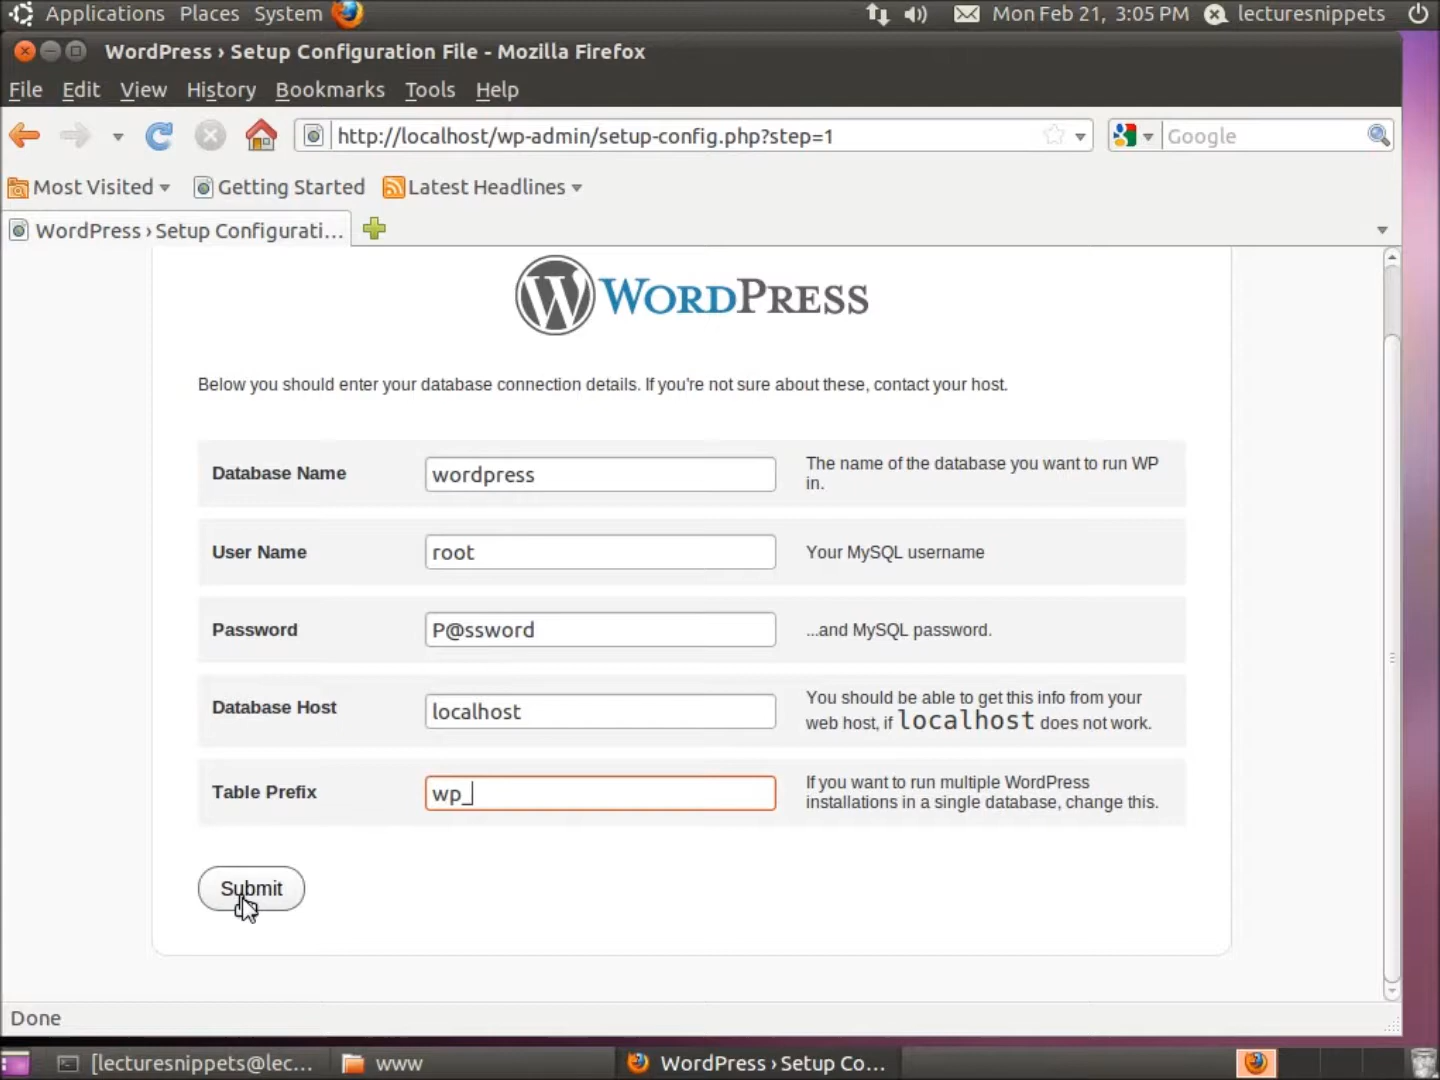 Applications Places System Mon Feb 21, 3:05 PM lecturesnippets
WordPress › Setup Configuration File - Mozilla Firefox
File Edit View History Bookmarks Tools Help
http://localhost/wp-admin/setup-config.php?step=1 Google
Most Visited Getting Started Latest Headlines
WordPress › Setup Configurati...
WORDPRESS
Below you should enter your database connection details. If you're not sure about these, contact your host.
Database Name wordpress The name of the database you want to run WP
in.
User Name root Your MySQL username
Password P@ssword ...and MySQL password.
Database Host localhost You should be able to get this info from your
web host, if localhost does not work.
Table Prefix wp_ If you want to run multiple WordPress
installations in a single database, change this.
Submit
Done
[lecturesnippets@lec... www WordPress › Setup Co...